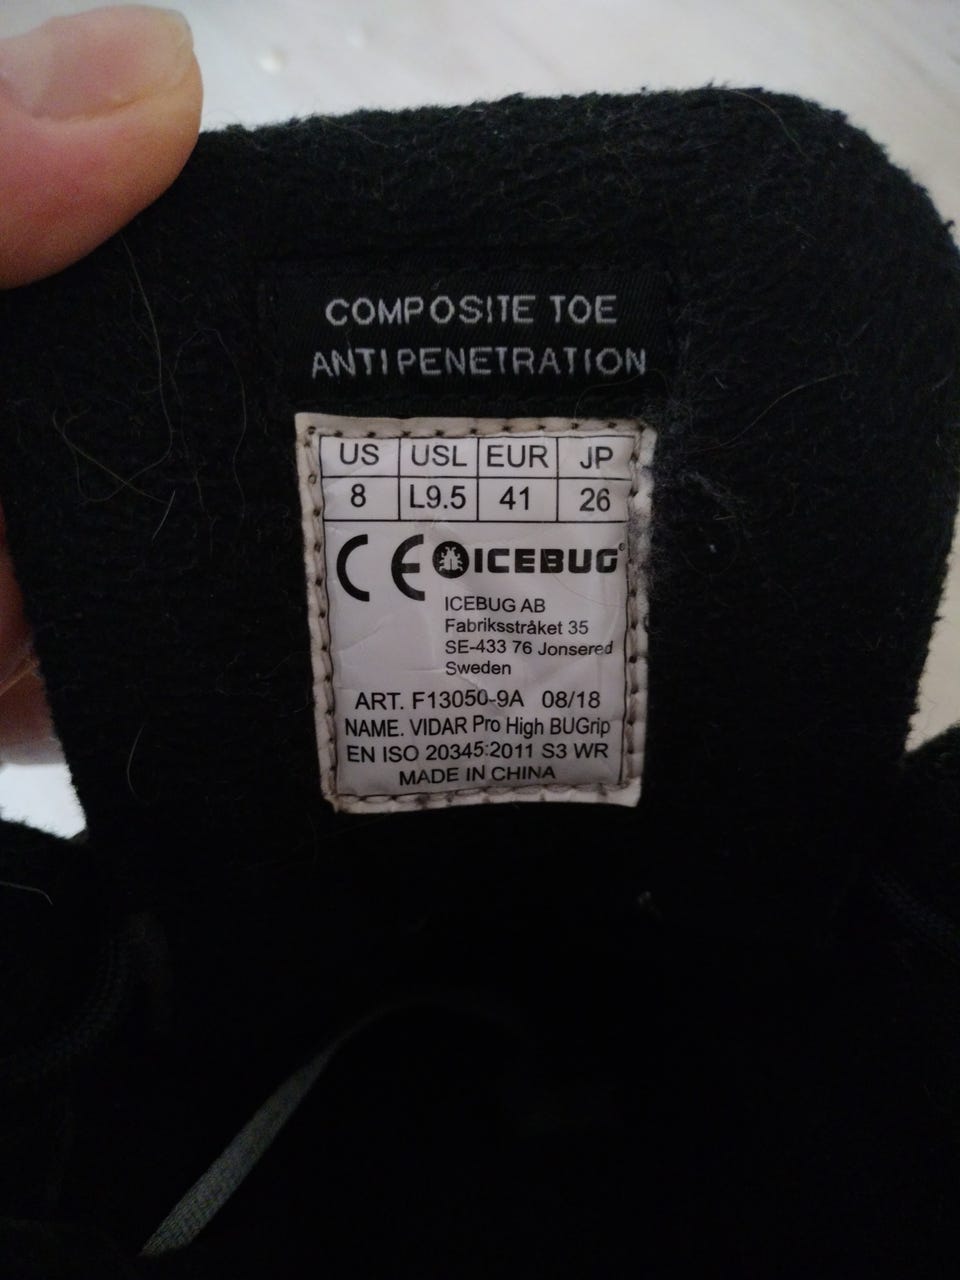 COMPOSITE TOE
ANTIPENETRATION
US USL EUR JP
8 L9.5 41 26
CE ICEBUG®
ICEBUG AB
Fabriksstråket 35
SE-433 76 Jonsered
Sweden
ART. F13050-9A 08/18
NAME. VIDAR Pro High BUGrip
EN ISO 20345:2011 S3 WR
MADE IN CHINA